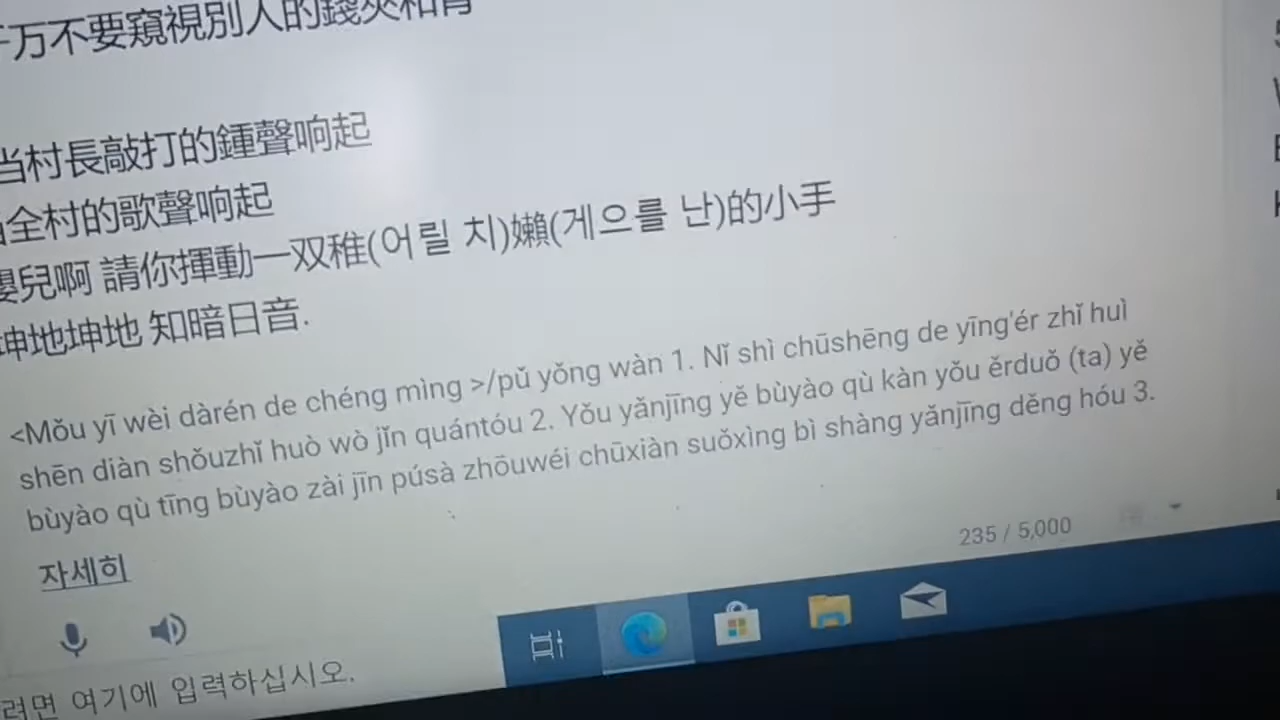 千万不要窺視別人的錢夾和背
当村長敲打的鍾聲响起
全村的歌聲响起
嬰兒啊 請你揮動一双稚(어릴 치)嬾(게으를 난)的小手
坤地坤地 知暗日音.
<Mǒu yī wèi dàrén de chéng mìng >/pǔ yǒng wàn 1. Nǐ shì chūshēng de yīng'ér zhǐ huì
shēn diàn shǒuzhǐ huò wò jǐn quántóu 2. Yǒu yǎnjīng yě bùyào qù kàn yǒu ěrduǒ (ta) yě
bùyào qù tīng bùyào zài jīn púsà zhōuwéi chūxiàn suǒxìng bì shàng yǎnjīng děng hóu 3.
235 / 5,000
자세히
려면 여기에 입력하십시오.